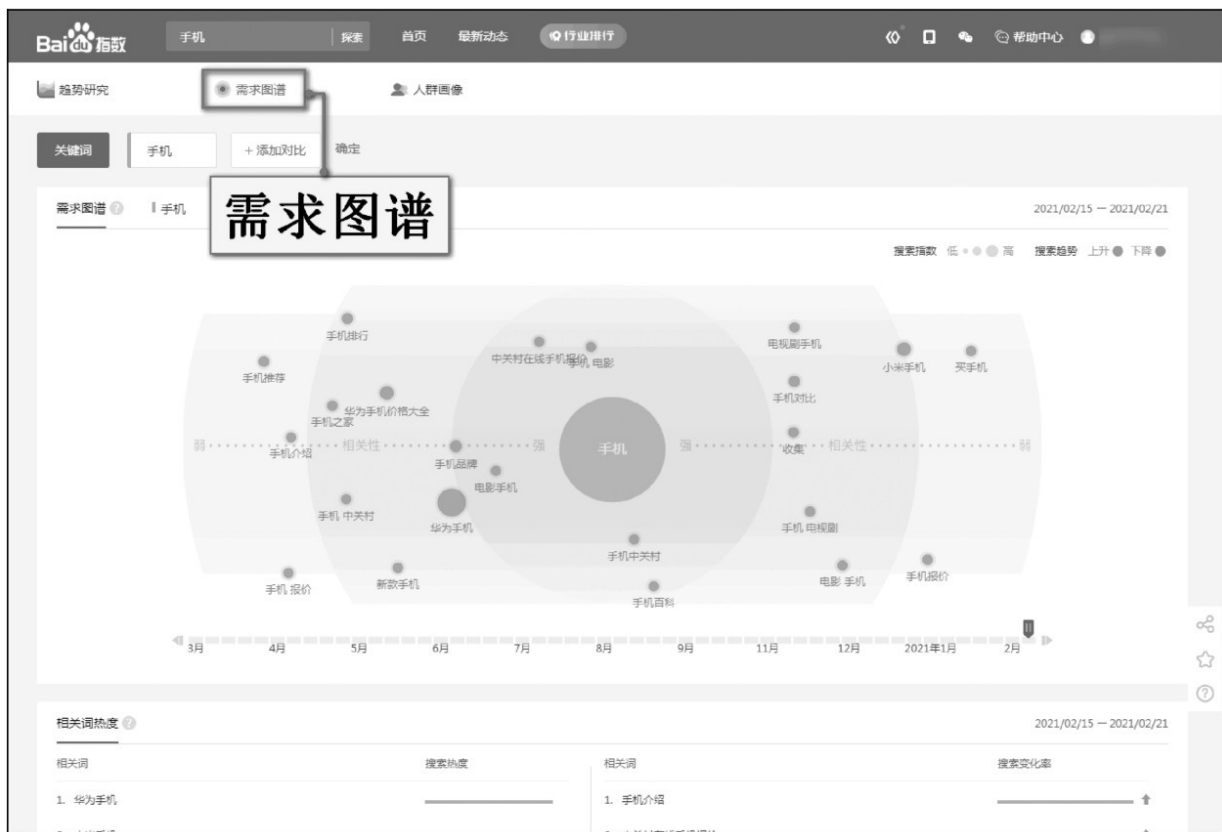 Baidu指数 手机 探索 首页 最新动态 行业排行 帮助中心
趋势研究 需求图谱 人群画像
关键词 手机 + 添加对比 确定
需求图谱
需求图谱 手机 2021/02/15 — 2021/02/21
搜索指数 低 高 搜索趋势 上升 下降
手机排行
电视剧手机
中关村在线手机报价
手机 电影
小米手机
买手机
手机推荐
手机对比
华为手机价格大全
手机之家
弱 相关性 强 手机 强 相关性 弱
收集
手机介绍
手机品牌
电影手机
手机 中关村
华为手机
手机 电视剧
手机中关村
手机报价
电影 手机
新款手机
手机 报价
手机百科
3月 4月 5月 6月 7月 8月 9月 11月 12月 2021年1月 2月
相关词热度 2021/02/15 — 2021/02/21
相关词 搜索热度 相关词 搜索变化率
1. 华为手机 1. 手机介绍